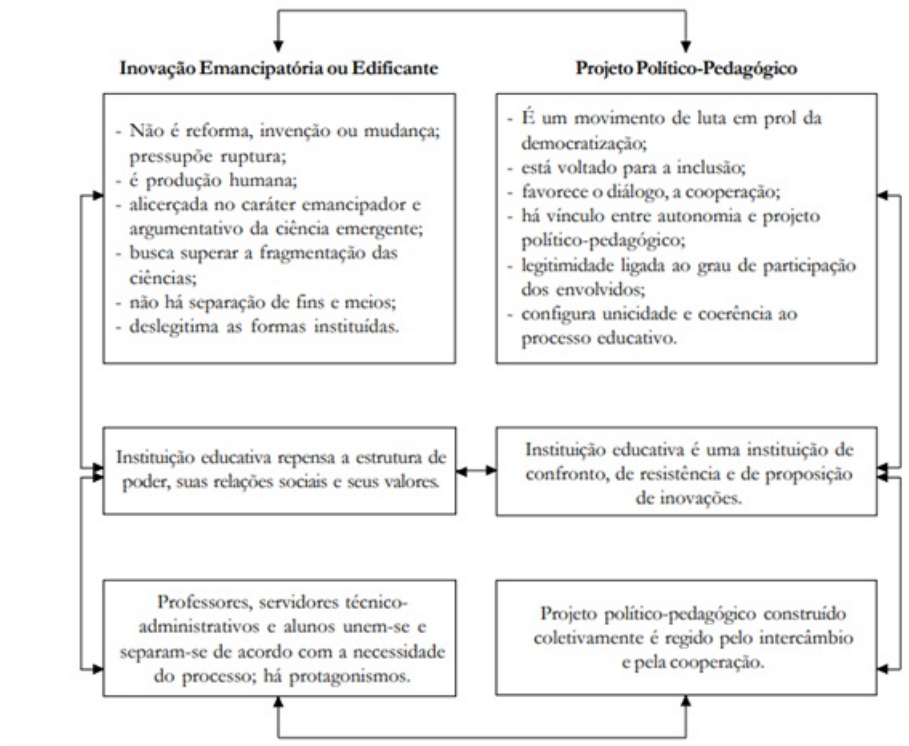 Inovação Emancipatória ou Edificante
- Não é reforma, invenção ou mudança;
pressupõe ruptura;
- é produção humana;
- alicerçada no caráter emancipador e
argumentativo da ciência emergente;
- busca superar a fragmentação das
ciências;
- não há separação de fins e meios;
- deslegitima as formas instituídas.
Projeto Político-Pedagógico
- É um movimento de luta em prol da
democratização;
- está voltado para a inclusão;
- favorece o diálogo, a cooperação;
- há vínculo entre autonomia e projeto
político-pedagógico;
- legitimidade ligada ao grau de participação
dos envolvidos;
- configura unicidade e coerência ao
processo educativo.
Instituição educativa repensa a estrutura de
poder, suas relações sociais e seus valores.
Instituição educativa é uma instituição de
confronto, de resistência e de proposição
de inovações.
Professores, servidores técnico-
administrativos e alunos unem-se e
separam-se de acordo com a necessidade
do processo; há protagonismos.
Projeto político-pedagógico construído
coletivamente é regido pelo intercâmbio
e pela cooperação.